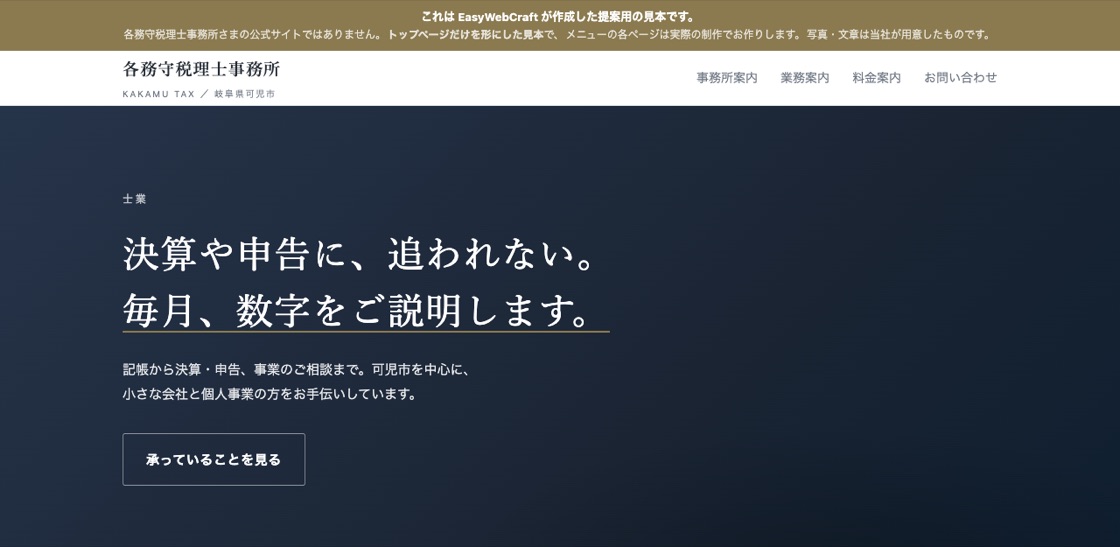 これは EasyWebCraft が作成した提案用の見本です。
各務守税理士事務所さまの公式サイトではありません。トップページだけを形にした見本で、メニューの各ページは実際の制作でお作りします。写真・文章は当社が用意したものです。
各務守税理士事務所
KAKAMU TAX ／ 岐阜県可児市
事務所案内 業務案内 料金案内 お問い合わせ
士業
決算や申告に、追われない。
毎月、数字をご説明します。
記帳から決算・申告、事業のご相談まで。可児市を中心に、
小さな会社と個人事業の方をお手伝いしています。
承っていることを見る